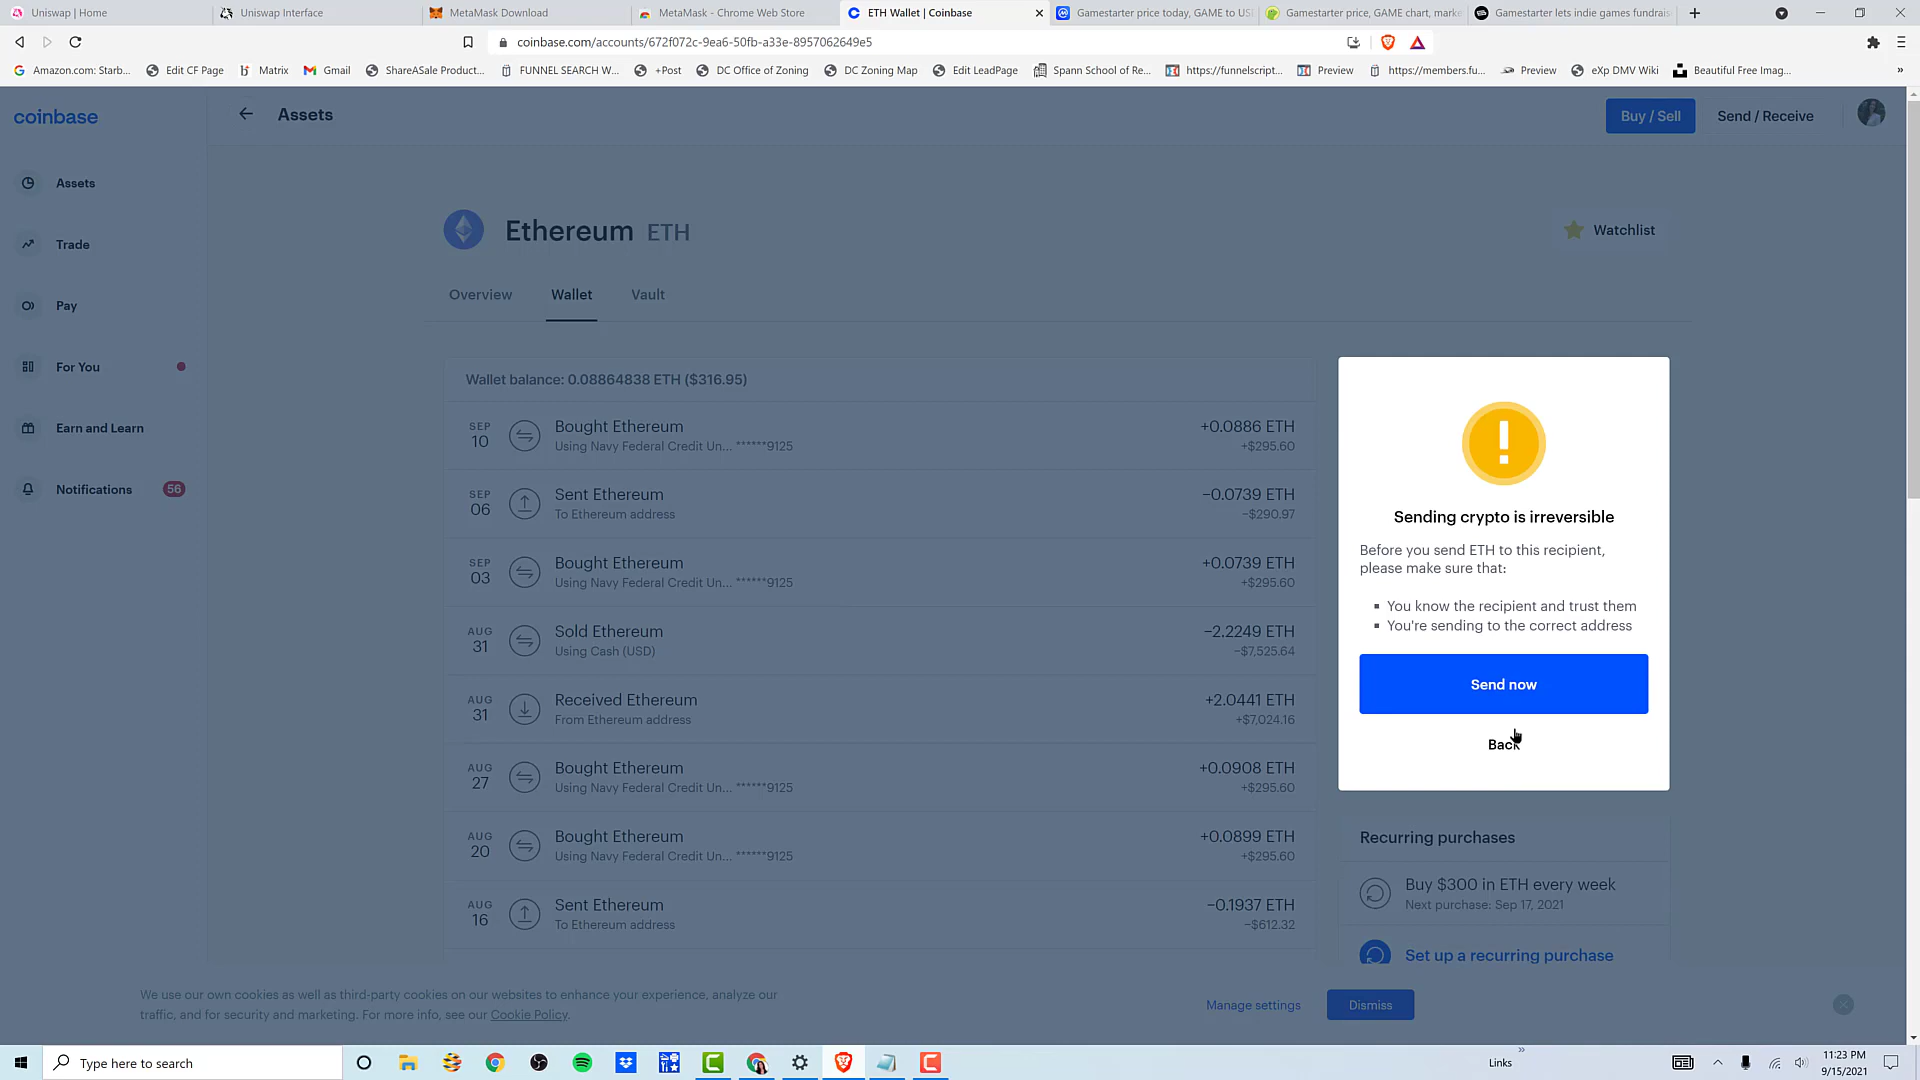 Uniswap | Home
Uniswap Interface
MetaMask Download
MetaMask - Chrome Web Store
ETH Wallet | Coinbase
Gamestarter price today, GAME to US
Gamestarter price, GAME chart, marke
Gamestarter lets indie games fundrais
coinbase.com/accounts/672f072c-9ea6-50fb-a33e-8957062649e5
Amazon.com: Starb...
Edit CF Page
Matrix
Gmail
ShareASale Product...
FUNNEL SEARCH W...
+Post
DC Office of Zoning
DC Zoning Map
Edit LeadPage
Spann School of Re...
https://funnelscript...
Preview
https://members.fu...
Preview
eXp DMV Wiki
Beautiful Free Imag...
»
coinbase
Assets
Buy / Sell
Send / Receive
Assets
Trade
Pay
For You
Earn and Learn
Notifications
56
Ethereum ETH
Watchlist
Overview
Wallet
Vault
Wallet balance: 0.08864838 ETH ($316.95)
SEP
10
Bought Ethereum
Using Navy Federal Credit Un... ******9125
+0.0886 ETH
+$295.60
SEP
06
Sent Ethereum
To Ethereum address
−0.0739 ETH
−$290.97
SEP
03
Bought Ethereum
Using Navy Federal Credit Un... ******9125
+0.0739 ETH
+$295.60
AUG
31
Sold Ethereum
Using Cash (USD)
−2.2249 ETH
−$7,525.64
AUG
31
Received Ethereum
From Ethereum address
+2.0441 ETH
+$7,024.16
AUG
27
Bought Ethereum
Using Navy Federal Credit Un... ******9125
+0.0908 ETH
+$295.60
AUG
20
Bought Ethereum
Using Navy Federal Credit Un... ******9125
+0.0899 ETH
+$295.60
AUG
16
Sent Ethereum
To Ethereum address
−0.1937 ETH
−$612.32
Sending crypto is irreversible
Before you send ETH to this recipient,
please make sure that:
▪ You know the recipient and trust them
▪ You're sending to the correct address
Send now
Back
Recurring purchases
Buy $300 in ETH every week
Next purchase: Sep 17, 2021
Set up a recurring purchase
We use our own cookies as well as third-party cookies on our websites to enhance your experience, analyze our
traffic, and for security and marketing. For more info, see our Cookie Policy.
Manage settings
Dismiss
Type here to search
Links
»
11:23 PM
9/15/2021